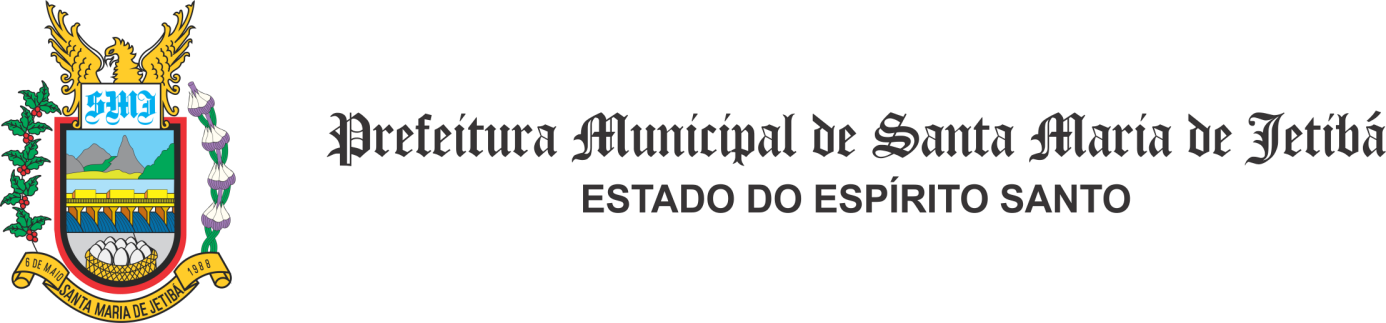 SMJ
Prefeitura Municipal de Santa Maria de Jetibá
ESTADO DO ESPÍRITO SANTO
6 DE MAIO
1988
SANTA MARIA DE JETIBÁ